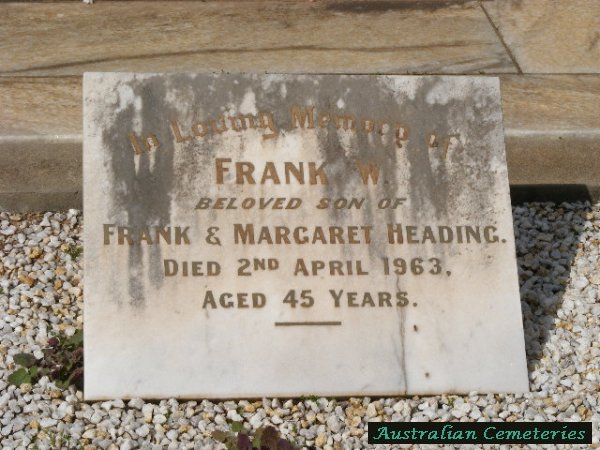 In Loving Memory of
FRANK W.
BELOVED SON OF
FRANK & MARGARET HEADING.
DIED 2ND APRIL 1963,
AGED 45 YEARS.
Australian Cemeteries